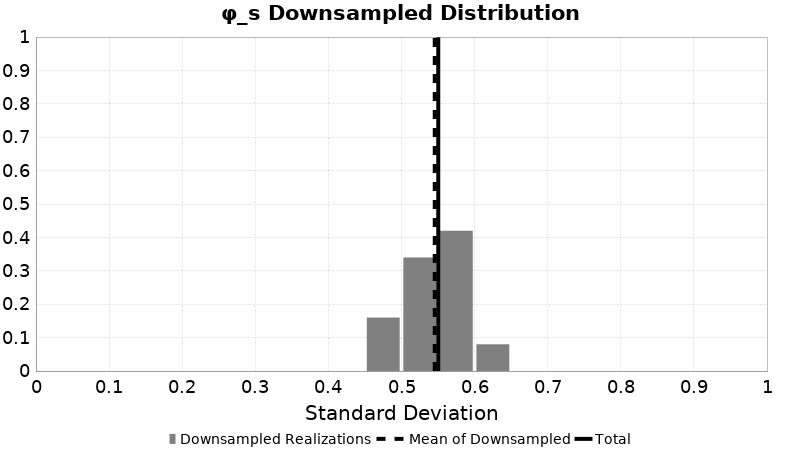 φ_s Downsampled Distribution
1
0.9
0.8
0.7
0.6
0.5
0.4
0.3
0.2
0.1
0
0 0.1 0.2 0.3 0.4 0.5 0.6 0.7 0.8 0.9 1
Standard Deviation
Downsampled Realizations Mean of Downsampled Total